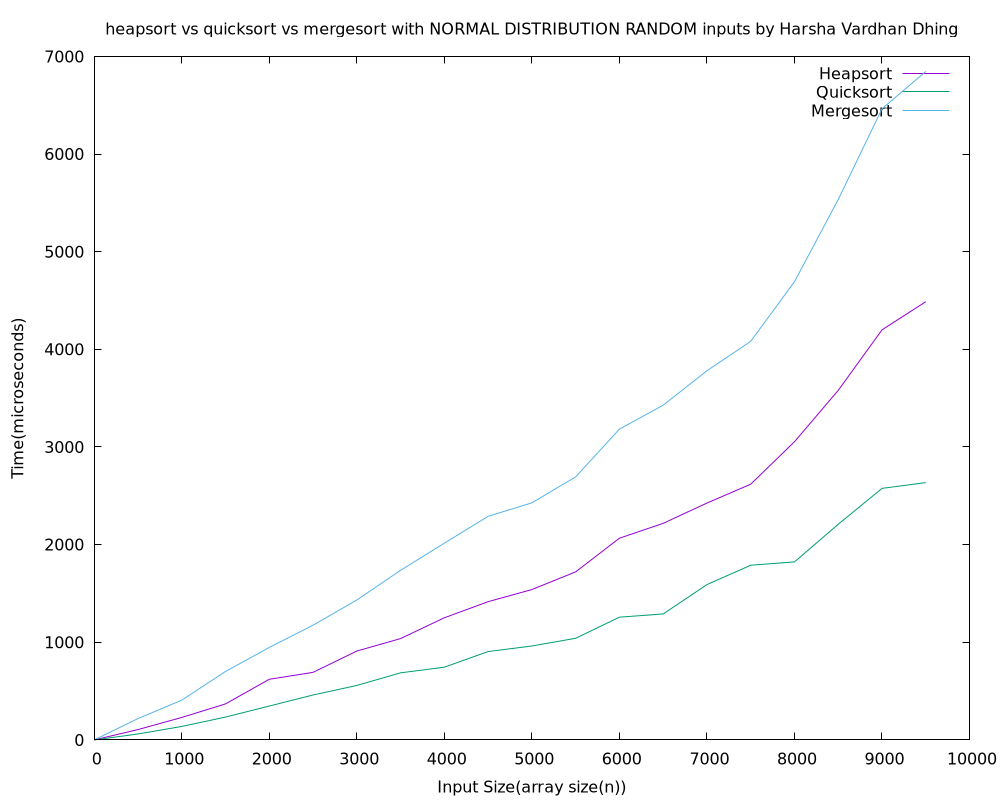 heapsort vs quicksort vs mergesort with NORMAL DISTRIBUTION RANDOM inputs by Harsha Vardhan Dhing
7000
6000
5000
4000
3000
2000
1000
0
Time(microseconds)
Heapsort
Quicksort
Mergesort
0 1000 2000 3000 4000 5000 6000 7000 8000 9000 10000
Input Size(array size(n))